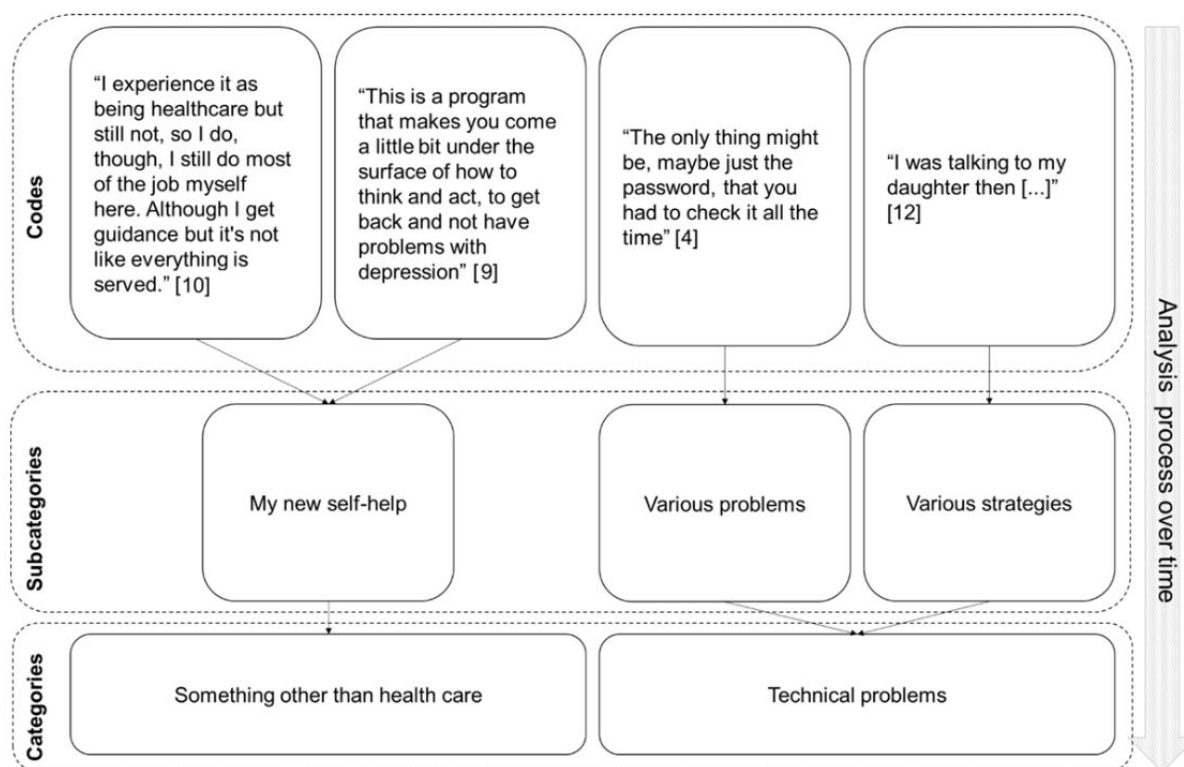 Codes
“I experience it as
being healthcare but
still not, so I do,
though, I still do most
of the job myself
here. Although I get
guidance but it's not
like everything is
served.” [10]
“This is a program
that makes you come
a little bit under the
surface of how to
think and act, to get
back and not have
problems with
depression” [9]
“The only thing might
be, maybe just the
password, that you
had to check it all the
time” [4]
“I was talking to my
daughter then [...]”
[12]
Subcategories
My new self-help
Various problems
Various strategies
Categories
Something other than health care
Technical problems
Analysis process over time